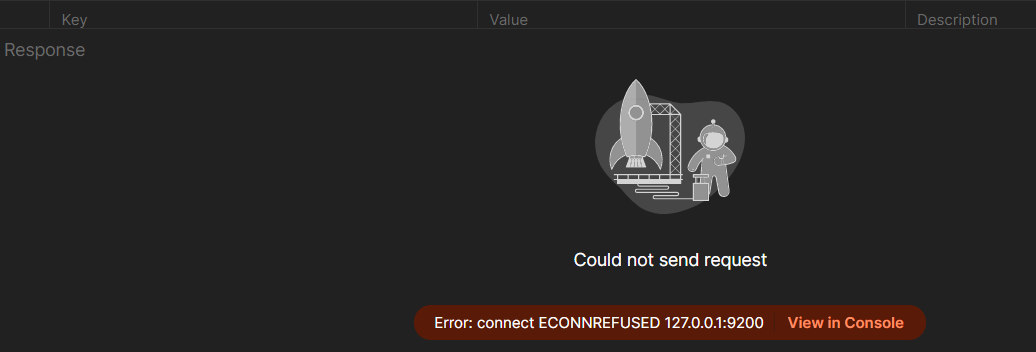 Key Value Description
Response
Could not send request
Error: connect ECONNREFUSED 127.0.0.1:9200 View in Console